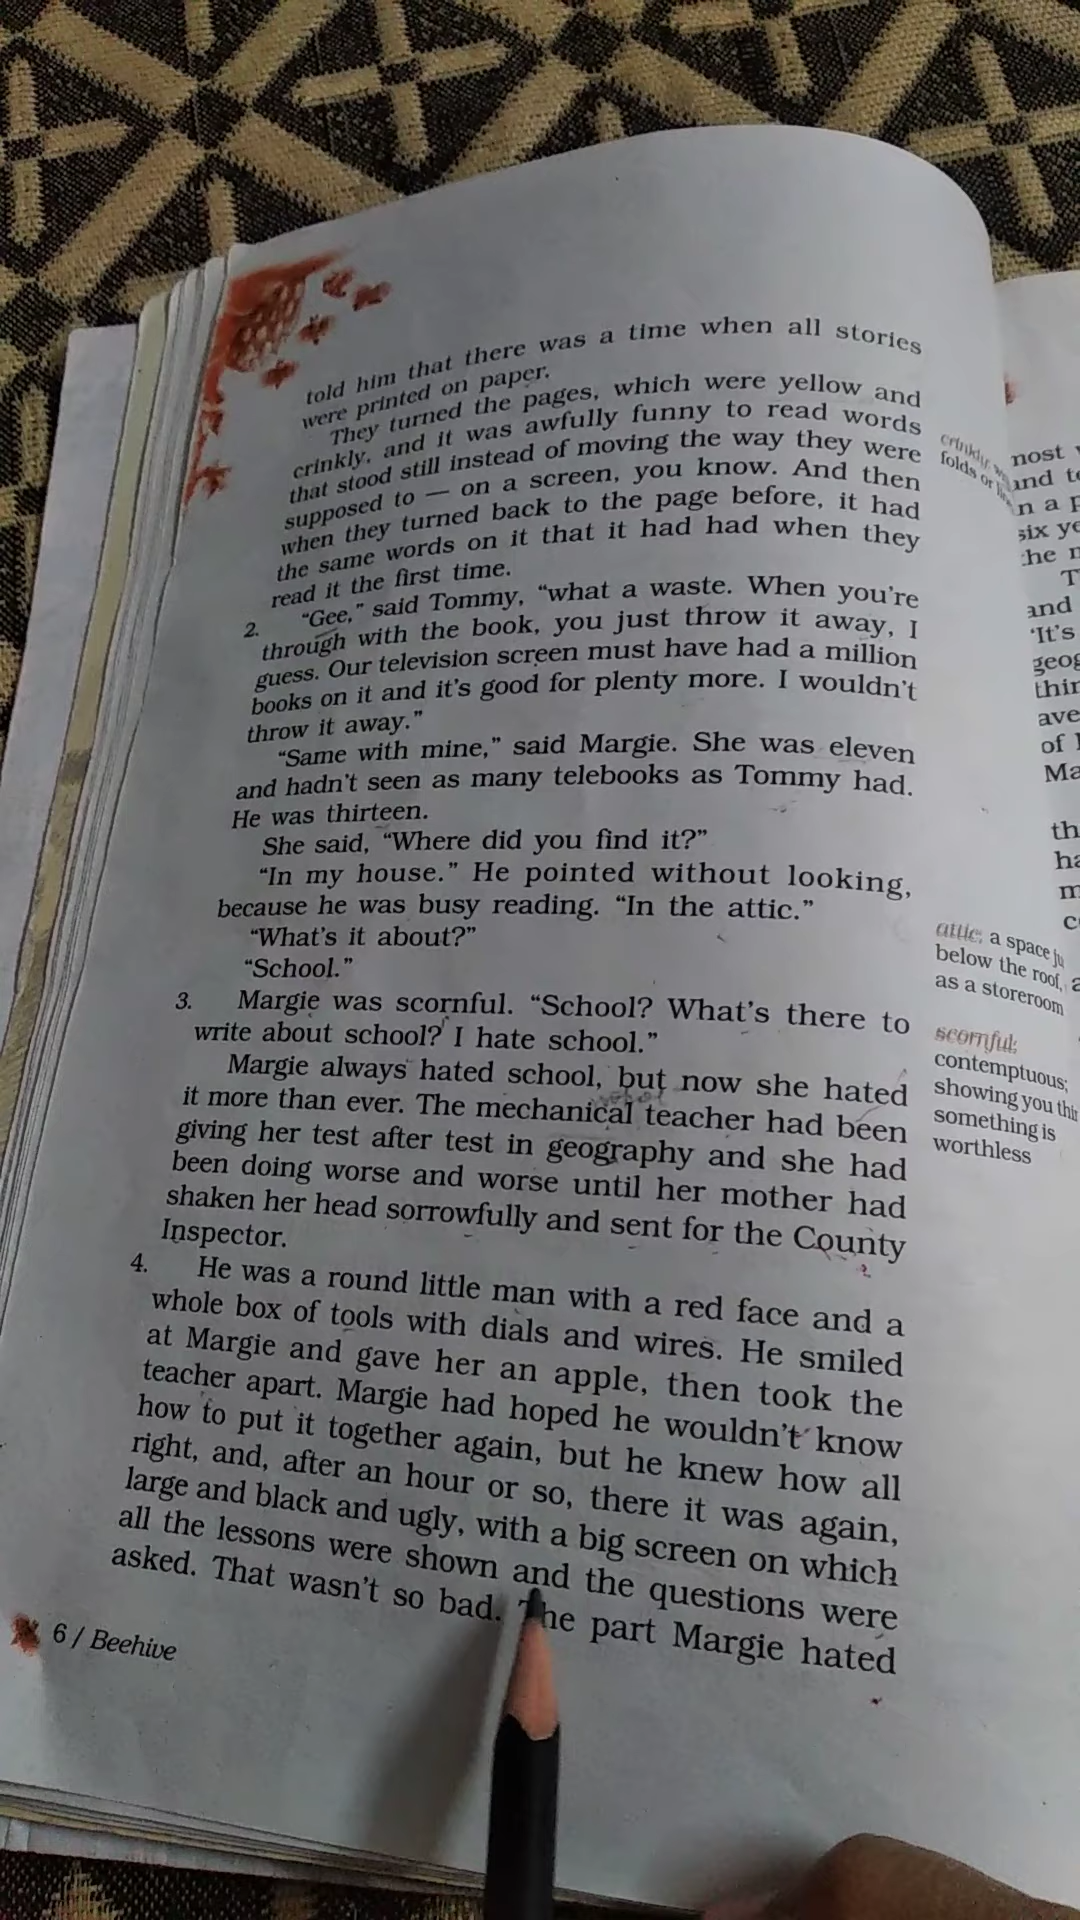 told him that there was a time when all stories
were printed on paper.
They turned the pages, which were yellow and
crinkly, and it was awfully funny to read words
that stood still instead of moving the way they were
supposed to — on a screen, you know. And then
when they turned back to the page before, it had
the same words on it that it had had when they
read it the first time.
2. “Gee,” said Tommy, “what a waste. When you're
through with the book, you just throw it away, I
guess. Our television screen must have had a million
books on it and it's good for plenty more. I wouldn't
throw it away.”
“Same with mine,” said Margie. She was eleven
and hadn't seen as many telebooks as Tommy had.
He was thirteen.
She said, “Where did you find it?”
“In my house.” He pointed without looking,
because he was busy reading. “In the attic.”
“What's it about?”
“School.”
3. Margie was scornful. “School? What's there to
write about school? I hate school.”
Margie always hated school, but now she hated
robot
it more than ever. The mechanical teacher had been
giving her test after test in geography and she had
been doing worse and worse until her mother had
shaken her head sorrowfully and sent for the County
Inspector.
4. He was a round little man with a red face and a
whole box of tools with dials and wires. He smiled
at Margie and gave her an apple, then took the
teacher apart. Margie had hoped he wouldn't know
how to put it together again, but he knew how all
right, and, after an hour or so, there it was again,
large and black and ugly, with a big screen on which
all the lessons were shown and the questions were
asked. That wasn't so bad. The part Margie hated
6 / Beehive
crinkly:
folds or
attic: a space
below the roof,
as a storeroom
scornful:
contemptuous;
showing you
something is
worthless
nost
and
n a
six
T
and
‘It's
of
Ma